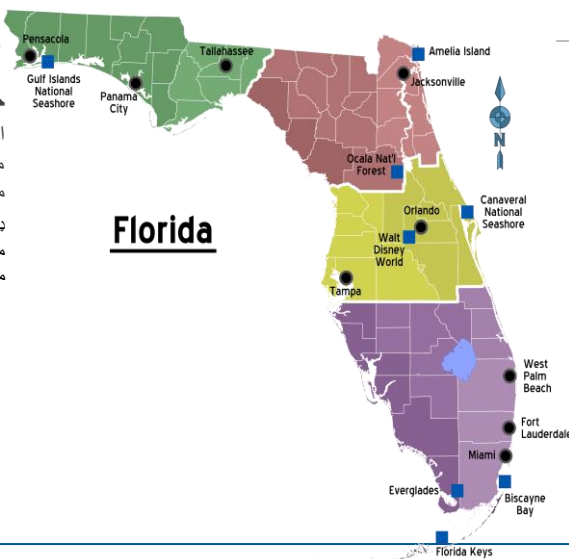 Pensacola
Gulf Islands
National
Seashore
Panama
City
Tallahassee
Amelia Island
Jacksonville
N
Ocala Nat'l
Forest
Canaveral
National
Seashore
Orlando
Walt
Disney
World
Florida
Tampa
West
Palm
Beach
Fort
Lauderdale
Miami
Everglades
Biscayne
Bay
Florida Keys